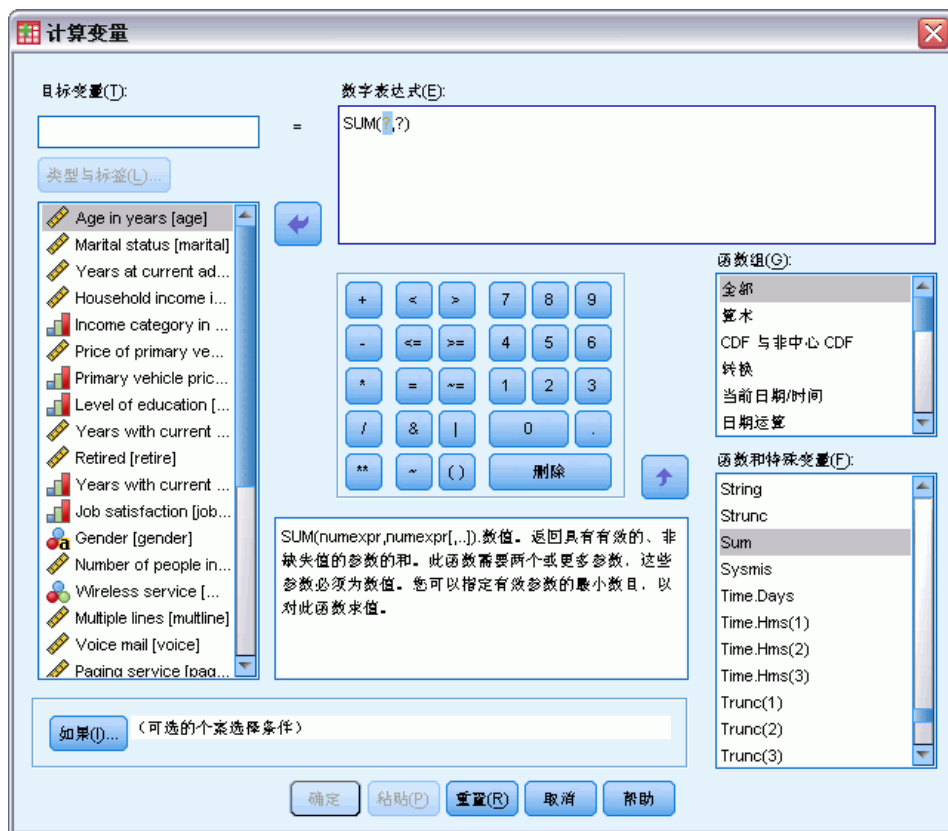 计算变量
目标变量(T):
数字表达式(E):
=
SUM(?,?)
类型与标签(L)...
Age in years [age]
Marital status [marital]
Years at current ad...
Household income i...
Income category in ...
Price of primary ve...
Primary vehicle pric...
Level of education [...
Years with current ...
Retired [retire]
Years with current ...
Job satisfaction [job...
Gender [gender]
Number of people in...
Wireless service [...
Multiple lines [multline]
Voice mail [voice]
Paging service [pag...
+ < > 7 8 9
- <= >= 4 5 6
* = ~= 1 2 3
/ & | 0 .
** ~ ( ) 删除
函数组(G):
全部
算术
CDF 与非中心 CDF
转换
当前日期/时间
日期运算
函数和特殊变量(F):
String
Strunc
Sum
Sysmis
Time.Days
Time.Hms(1)
Time.Hms(2)
Time.Hms(3)
Trunc(1)
Trunc(2)
Trunc(3)
SUM(numexpr,numexpr[,..]).数值。返回具有有效的、非
缺失值的参数的和。此函数需要两个或更多参数，这些
参数必须为数值。您可以指定有效参数的最小数目，以
对此函数求值。
如果(I)...
（可选的个案选择条件）
确定
粘贴(P)
重置(R)
取消
帮助